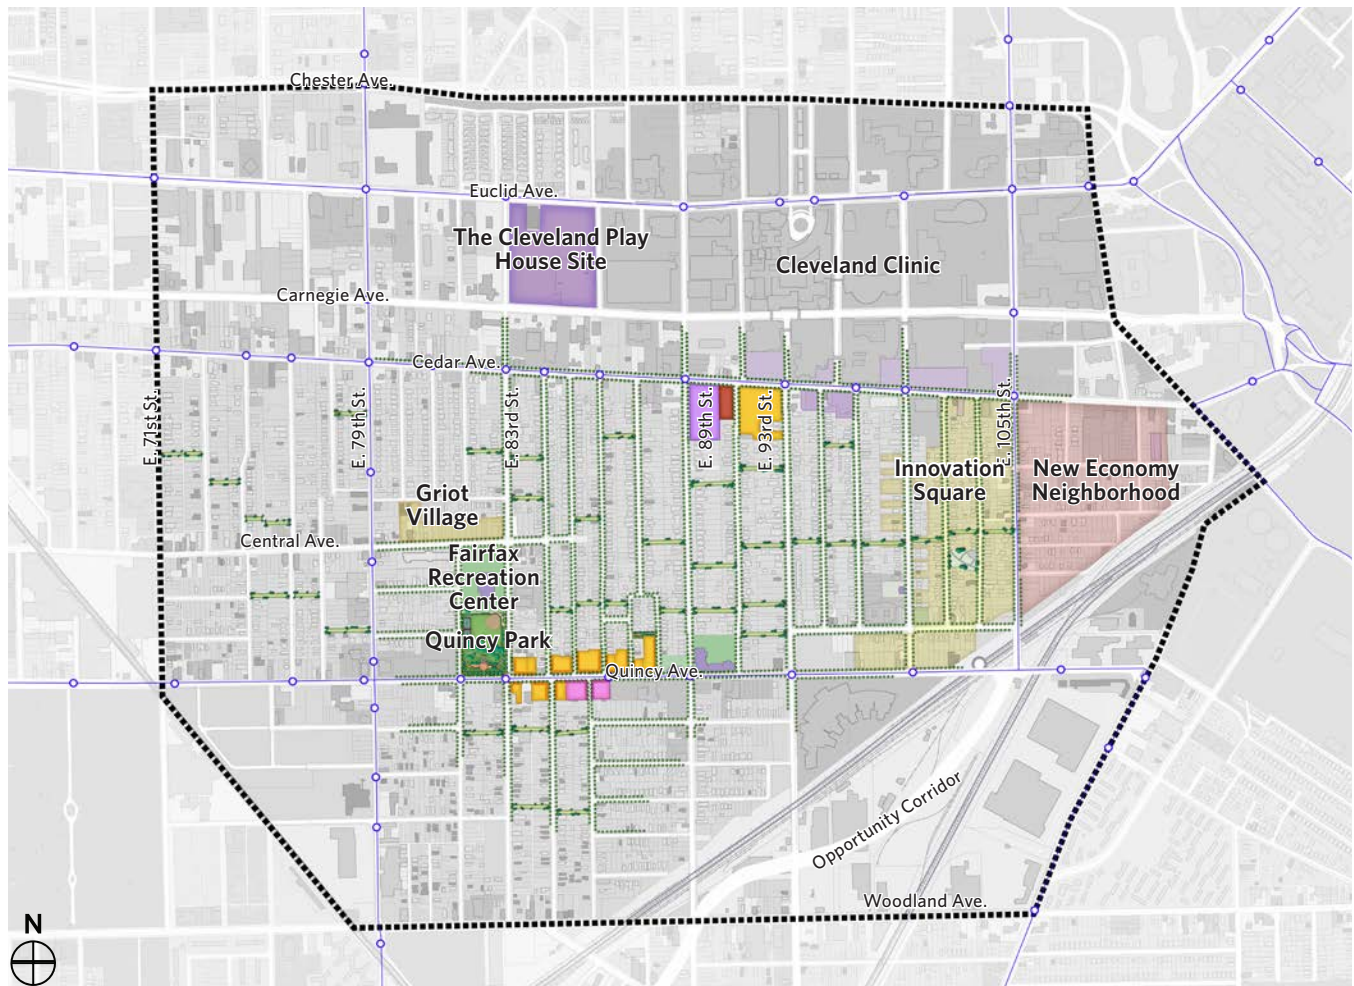 Chester Ave.
Euclid Ave.
The Cleveland Play
House Site
Cleveland Clinic
Carnegie Ave.
Cedar Ave.
E. 71st St.
E. 79th St.
E. 83rd St.
E. 89th St.
E. 93rd St.
E. 105th St.
Innovation
Square
New Economy
Neighborhood
Griot
Village
Central Ave.
Fairfax
Recreation
Center
Quincy Park
Quincy Ave.
Opportunity Corridor
Woodland Ave.
N